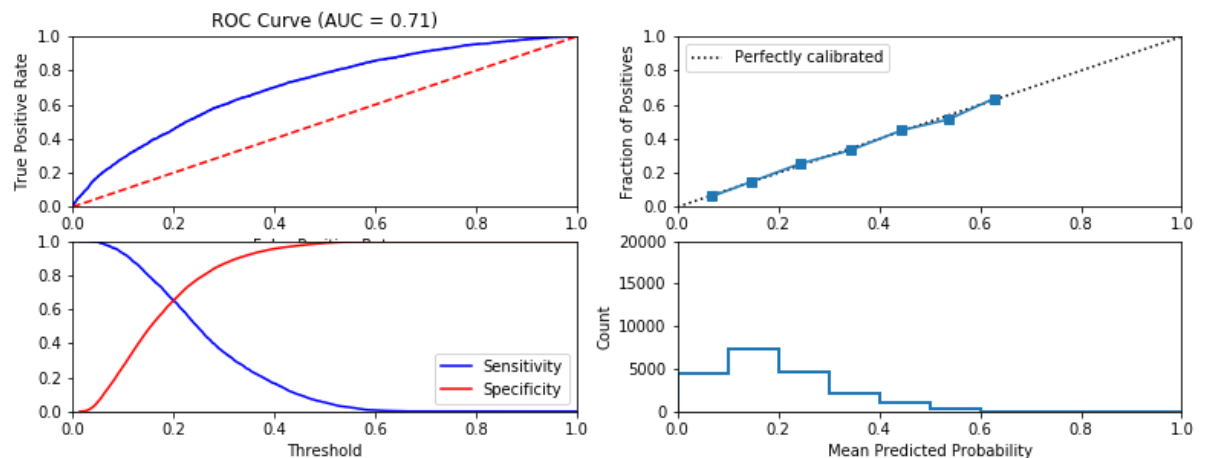 ROC Curve (AUC = 0.71)
1.0
0.8
0.6
0.4
0.2
0.0
True Positive Rate
0.0 0.2 0.4 0.6 0.8 1.0
1.0
0.8
0.6
0.4
0.2
0.0
Fraction of Positives
Perfectly calibrated
0.0 0.2 0.4 0.6 0.8 1.0
1.0
0.8
0.6
0.4
0.2
0.0
Sensitivity
Specificity
0.0 0.2 0.4 0.6 0.8 1.0
Threshold
20000
15000
10000
5000
0
Count
0.0 0.2 0.4 0.6 0.8 1.0
Mean Predicted Probability